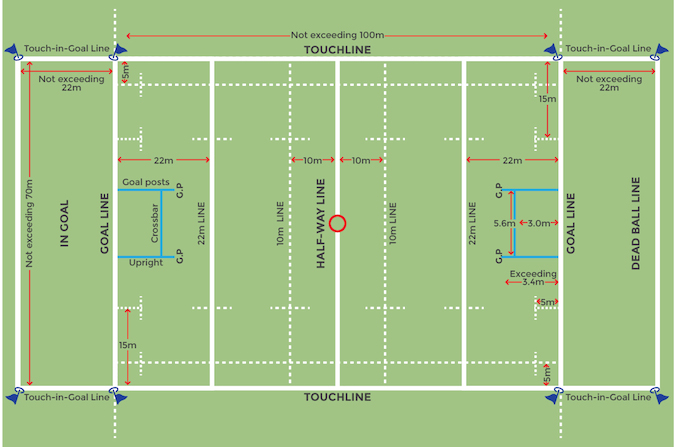 Not exceeding 100m
Touch-in-Goal Line
TOUCHLINE
Touch-in-Goal Line
Not exceeding
22m
5m
15m
Not exceeding
22m
22m
10m
10m
22m
Not exceeding 70m
IN GOAL
GOAL LINE
Goal posts
G.P
Crossbar
Upright
G.P
22m LINE
10m LINE
HALF-WAY LINE
10m LINE
22m LINE
G.P
5.6m
3.0m
G.P
GOAL LINE
DEAD BALL LINE
Exceeding
3.4m
5m
15m
5m
Touch-in-Goal Line
TOUCHLINE
Touch-in-Goal Line